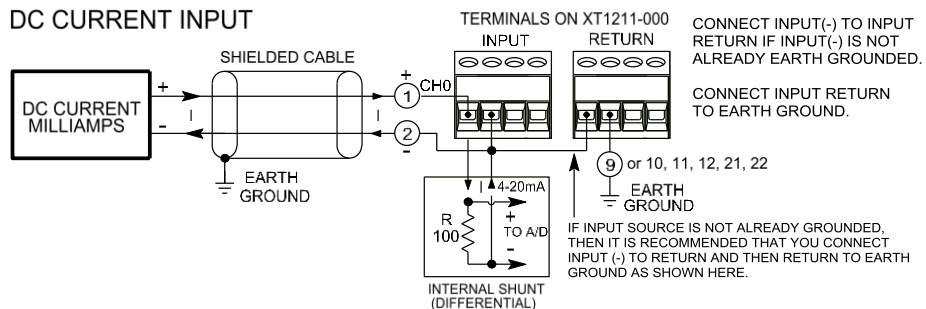 DC CURRENT INPUT
TERMINALS ON XT1211-000
INPUT
RETURN
CONNECT INPUT(-) TO INPUT
RETURN IF INPUT(-) IS NOT
ALREADY EARTH GROUNDED.
CONNECT INPUT RETURN
TO EARTH GROUND.
SHIELDED CABLE
DC CURRENT
MILLIAMPS
+
-
I
I
+
1
CH0
2
-
EARTH
GROUND
9 or 10, 11, 12, 21, 22
EARTH
GROUND
I 4-20mA
R
100
+
TO A/D
-
INTERNAL SHUNT
(DIFFERENTIAL)
IF INPUT SOURCE IS NOT ALREADY GROUNDED,
THEN IT IS RECOMMENDED THAT YOU CONNECT
INPUT (-) TO RETURN AND THEN RETURN TO EARTH
GROUND AS SHOWN HERE.